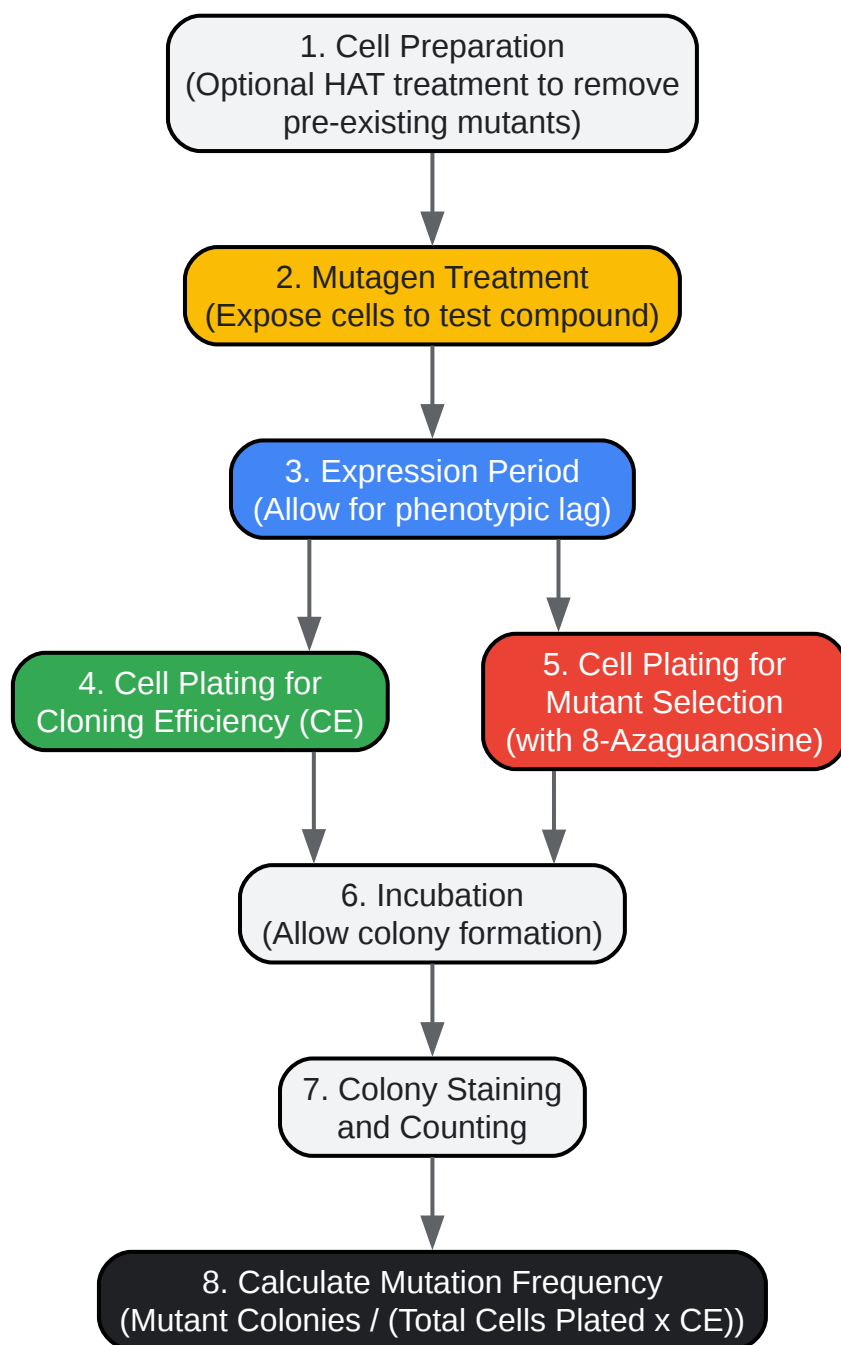 1. Cell Preparation
(Optional HAT treatment to remove
pre-existing mutants)
2. Mutagen Treatment
(Expose cells to test compound)
3. Expression Period
(Allow for phenotypic lag)
4. Cell Plating for
Cloning Efficiency (CE)
5. Cell Plating for
Mutant Selection
(with 8-Azaguanosine)
6. Incubation
(Allow colony formation)
7. Colony Staining
and Counting
8. Calculate Mutation Frequency
(Mutant Colonies / (Total Cells Plated x CE))